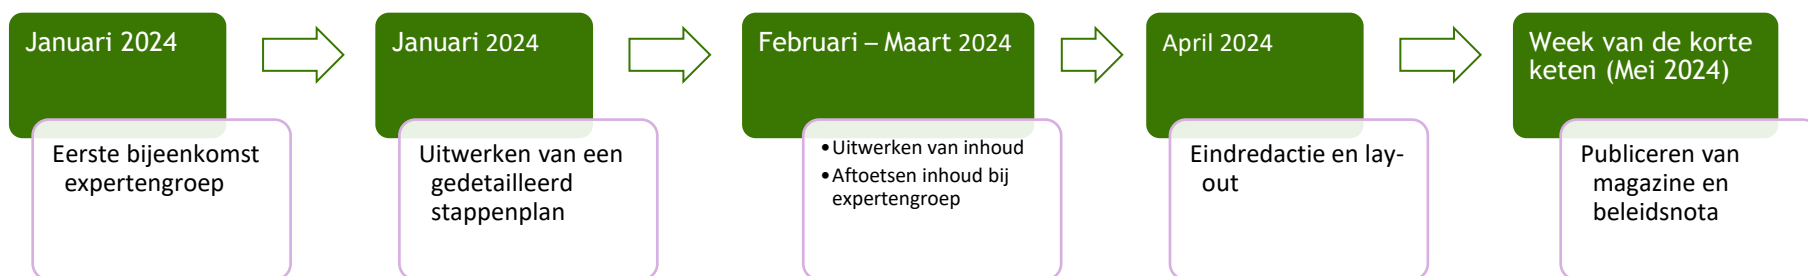 Januari 2024
Eerste bijeenkomst
expertengroep
Januari 2024
Uitwerken van een
gedetailleerd
stappenplan
Februari – Maart 2024
•Uitwerken van inhoud
•Aftoetsen inhoud bij
expertengroep
April 2024
Eindredactie en lay-
out
Week van de korte
keten (Mei 2024)
Publiceren van
magazine en
beleidsnota